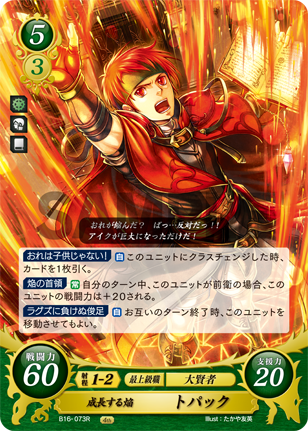 5
3
おれが縮んだ？　ばっ…反対だっ！！
アイクが巨大になっただけだ！
おれは子供じゃない！ 自 このユニットにクラスチェンジした時、
カードを1枚引く。
焔の首領 常 自分のターン中、このユニットが前衛の場合、この
ユニットの戦闘力は＋20される。
ラグズに負けぬ俊足 自 お互いのターン終了時、このユニットを
移動させてもよい。
戦闘力
60
射程 1-2 最上級職 大賢者
支援力
20
成長する焔 トパック
B16-073R 4th Illust.：たかや友英